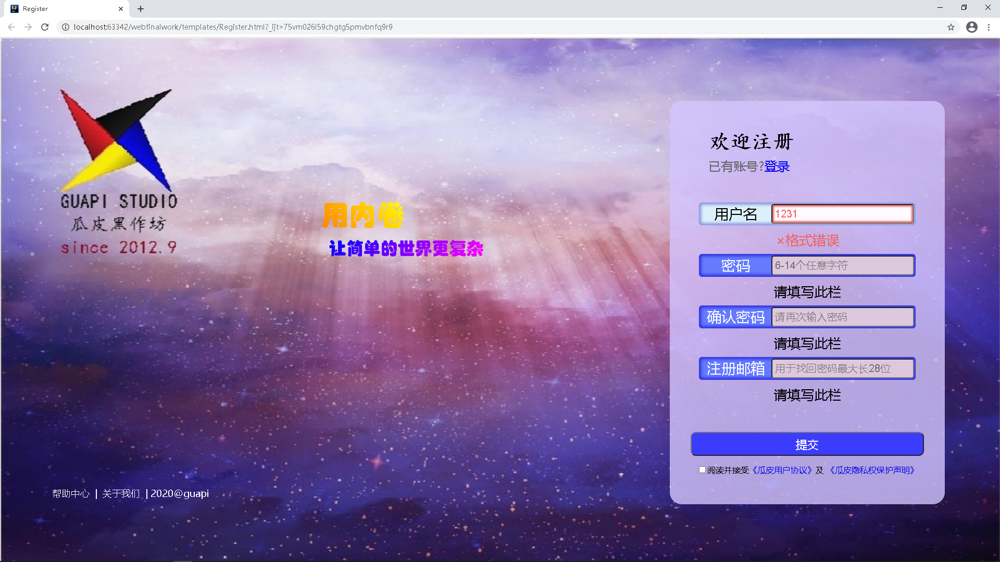 Register
localhost:63342/webfinalwork/templates/Register.html?_ijt=75vm026l59chgtg5pmvbnfq9r9
GUAPI STUDIO
瓜皮黑作坊
since 2012.9
用内卷
让简单的世界更复杂
欢迎注册
已有账号?登录
用户名 1231
×格式错误
密码 6-14个任意字符
请填写此栏
确认密码 请再次输入密码
请填写此栏
注册邮箱 用于找回密码最大长28位
请填写此栏
提交
阅读并接受《瓜皮用户协议》及 《瓜皮隐私权保护声明》
帮助中心 | 关于我们 | 2020@guapi